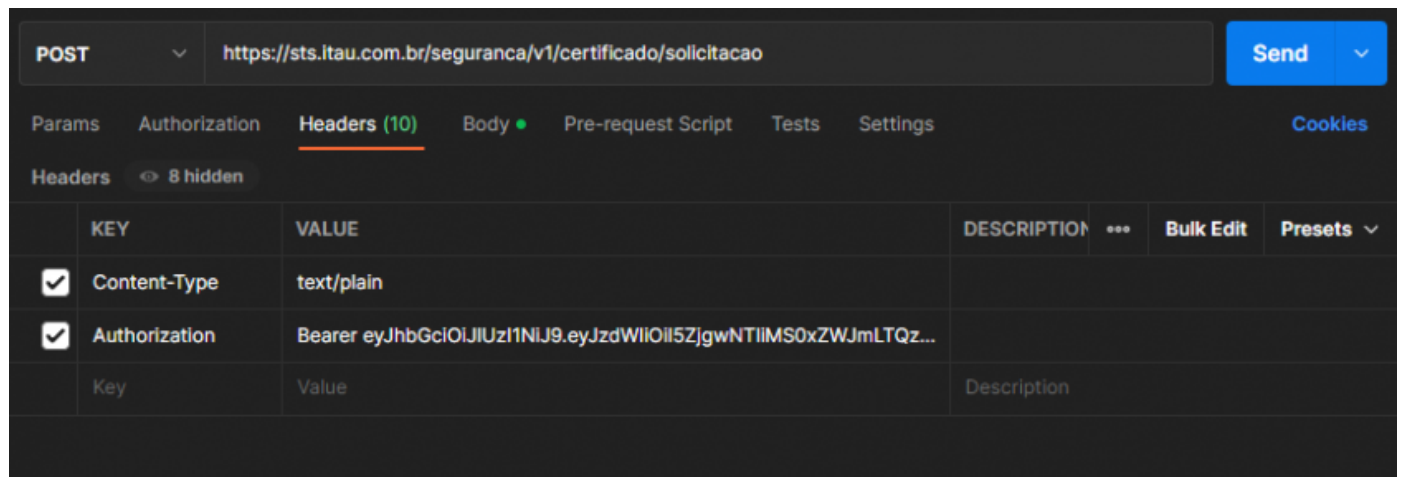 POST https://sts.itau.com.br/seguranca/v1/certificado/solicitacao Send
Params Authorization Headers (10) Body Pre-request Script Tests Settings Cookies
Headers 8 hidden
KEY VALUE DESCRIPTION ••• Bulk Edit Presets
Content-Type text/plain
Authorization Bearer eyJhbGciOiJIUzI1NiJ9.eyJzdWIiOiI5ZjgwNTliMS0xZWJmLTQz...
Key Value Description